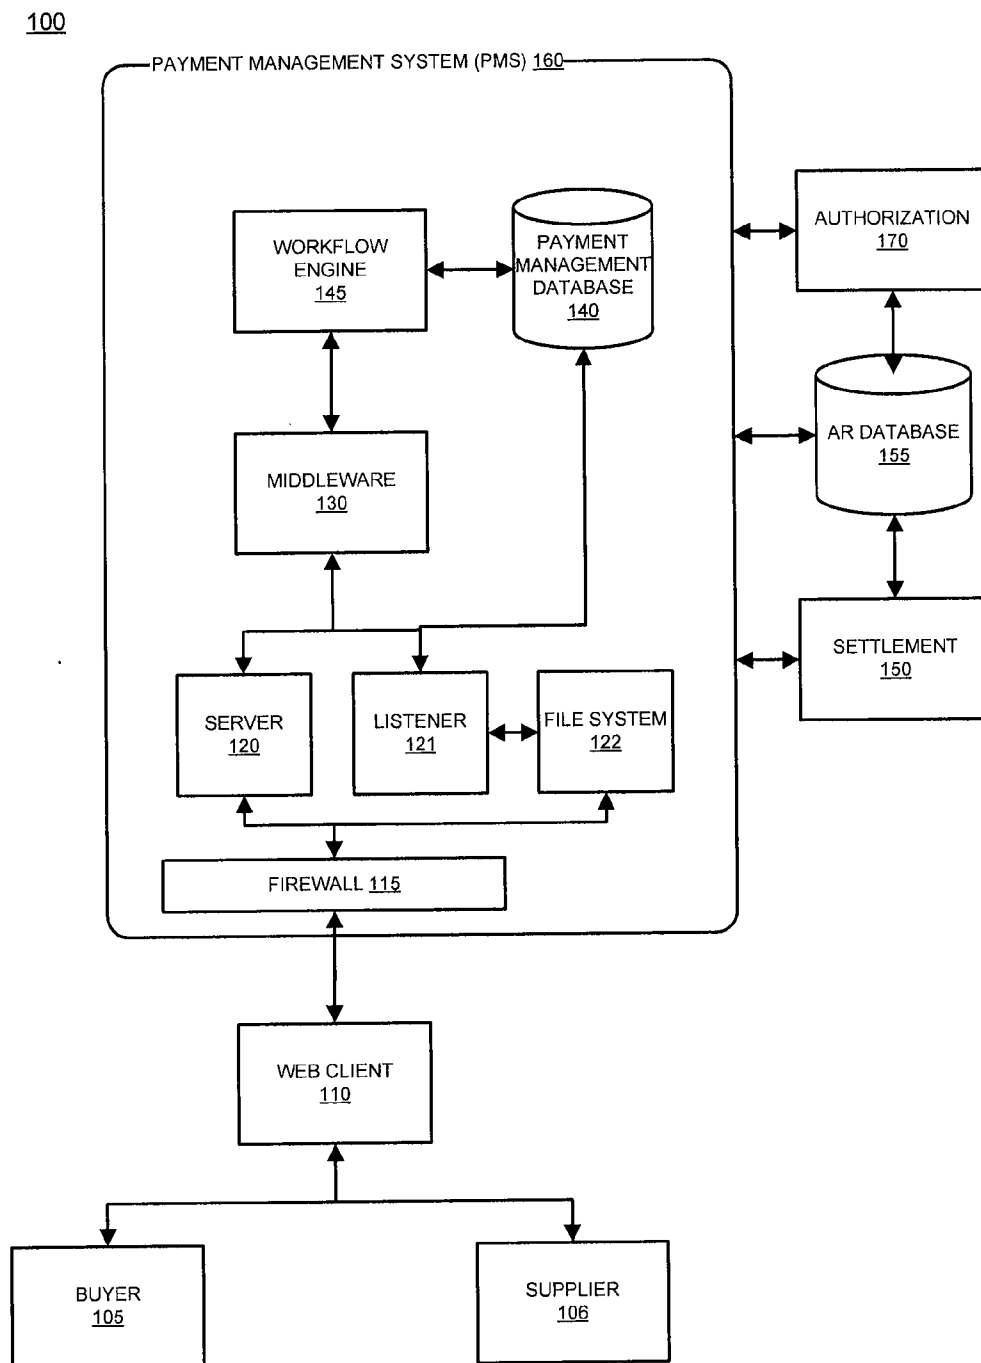 100
PAYMENT MANAGEMENT SYSTEM (PMS) 160
WORKFLOW
ENGINE
145
PAYMENT
MANAGEMENT
DATABASE
140
AUTHORIZATION
170
MIDDLEWARE
130
AR DATABASE
155
SERVER
120
LISTENER
121
FILE SYSTEM
122
SETTLEMENT
150
FIREWALL 115
WEB CLIENT
110
BUYER
105
SUPPLIER
106